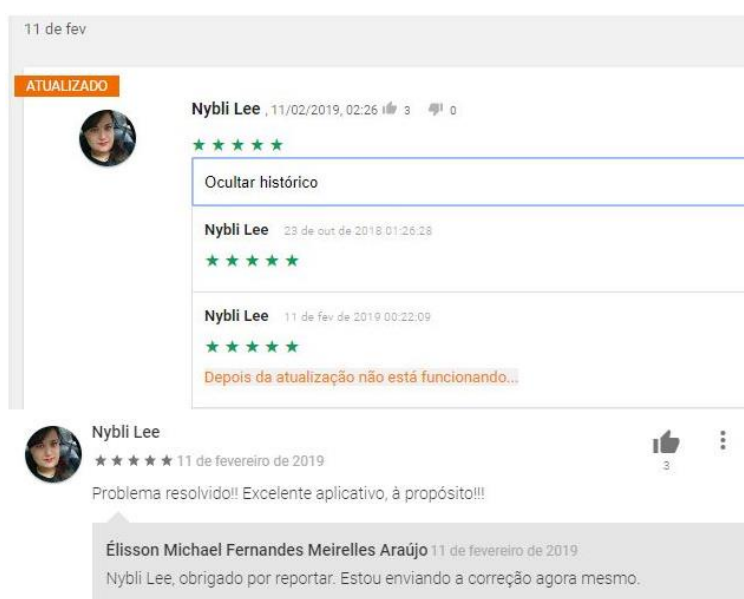 11 de fev
ATUALIZADO
Nybli Lee , 11/02/2019, 02:26 3 0
Ocultar histórico
Nybli Lee 23 de out de 2018 01:26:28
Nybli Lee 11 de fev de 2019 00:22:09
Depois da atualização não está funcionando...
Nybli Lee
11 de fevereiro de 2019
3
Problema resolvido!! Excelente aplicativo, à propósito!!!
Élisson Michael Fernandes Meirelles Araújo 11 de fevereiro de 2019
Nybli Lee, obrigado por reportar. Estou enviando a correção agora mesmo.